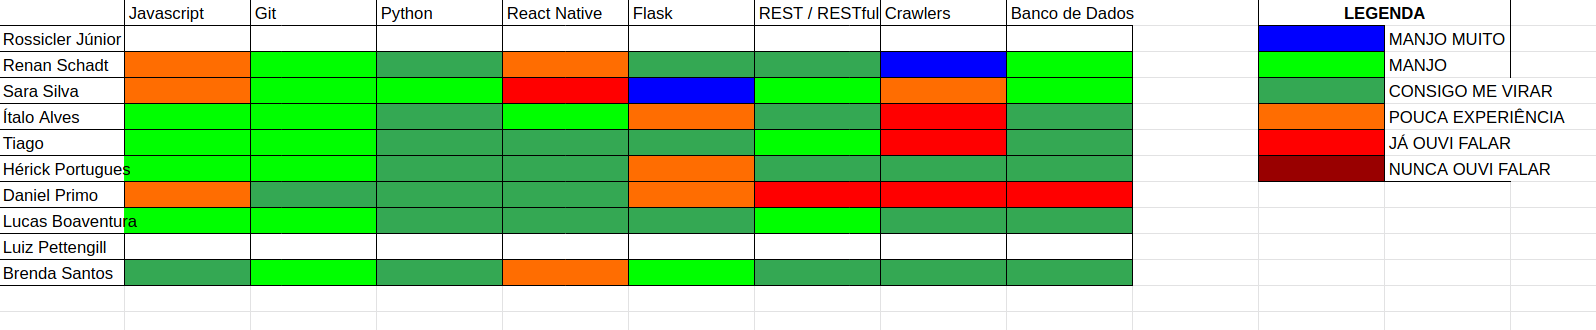 Javascript Git Python React Native Flask REST / RESTful Crawlers Banco de Dados LEGENDA
Rossicler Júnior MANJO MUITO
Renan Schadt MANJO
Sara Silva CONSIGO ME VIRAR
Ítalo Alves POUCA EXPERIÊNCIA
Tiago JÁ OUVI FALAR
Hérick Portugues NUNCA OUVI FALAR
Daniel Primo
Lucas Boaventura
Luiz Pettengill
Brenda Santos